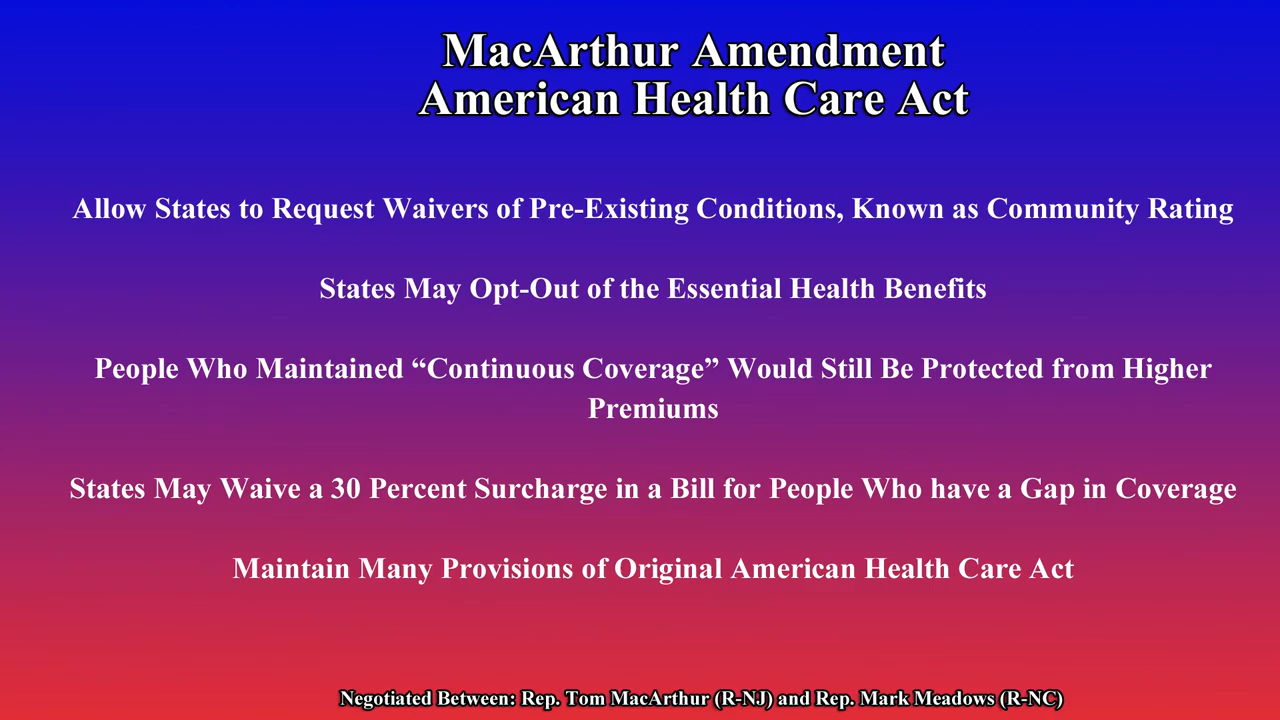 MacArthur Amendment
American Health Care Act
Allow States to Request Waivers of Pre-Existing Conditions, Known as Community Rating
States May Opt-Out of the Essential Health Benefits
People Who Maintained “Continuous Coverage” Would Still Be Protected from Higher
Premiums
States May Waive a 30 Percent Surcharge in a Bill for People Who have a Gap in Coverage
Maintain Many Provisions of Original American Health Care Act
Negotiated Between: Rep. Tom MacArthur (R-NJ) and Rep. Mark Meadows (R-NC)